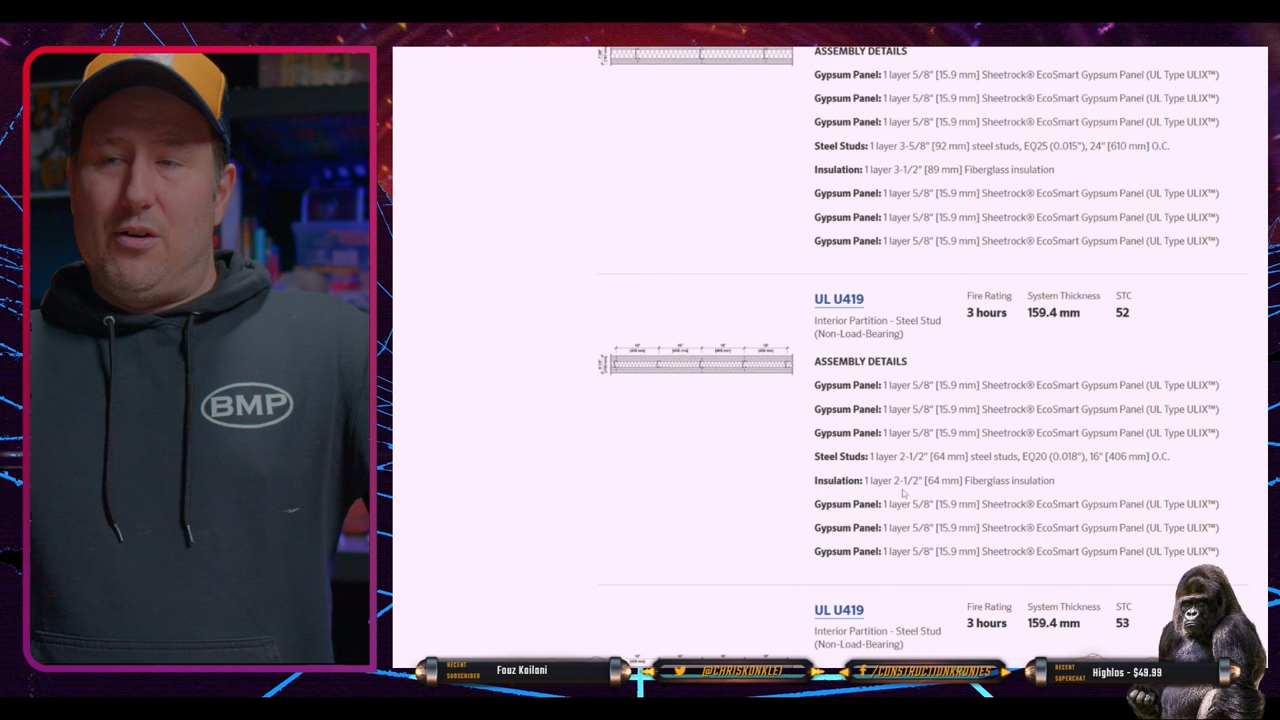 ASSEMBLY DETAILS
Gypsum Panel: 1 layer 5/8" [15.9 mm] Sheetrock® EcoSmart Gypsum Panel (UL Type ULIX™)
Gypsum Panel: 1 layer 5/8" [15.9 mm] Sheetrock® EcoSmart Gypsum Panel (UL Type ULIX™)
Gypsum Panel: 1 layer 5/8" [15.9 mm] Sheetrock® EcoSmart Gypsum Panel (UL Type ULIX™)
Steel Studs: 1 layer 3-5/8" [92 mm] steel studs, EQ25 (0.015"), 24" [610 mm] O.C.
Insulation: 1 layer 3-1/2" [89 mm] Fiberglass insulation
Gypsum Panel: 1 layer 5/8" [15.9 mm] Sheetrock® EcoSmart Gypsum Panel (UL Type ULIX™)
Gypsum Panel: 1 layer 5/8" [15.9 mm] Sheetrock® EcoSmart Gypsum Panel (UL Type ULIX™)
Gypsum Panel: 1 layer 5/8" [15.9 mm] Sheetrock® EcoSmart Gypsum Panel (UL Type ULIX™)
UL U419
Interior Partition - Steel Stud
(Non-Load-Bearing)
Fire Rating System Thickness STC
3 hours 159.4 mm 52
ASSEMBLY DETAILS
Gypsum Panel: 1 layer 5/8" [15.9 mm] Sheetrock® EcoSmart Gypsum Panel (UL Type ULIX™)
Gypsum Panel: 1 layer 5/8" [15.9 mm] Sheetrock® EcoSmart Gypsum Panel (UL Type ULIX™)
Gypsum Panel: 1 layer 5/8" [15.9 mm] Sheetrock® EcoSmart Gypsum Panel (UL Type ULIX™)
Steel Studs: 1 layer 2-1/2" [64 mm] steel studs, EQ20 (0.018"), 16" [406 mm] O.C.
Insulation: 1 layer 2-1/2" [64 mm] Fiberglass insulation
Gypsum Panel: 1 layer 5/8" [15.9 mm] Sheetrock® EcoSmart Gypsum Panel (UL Type ULIX™)
Gypsum Panel: 1 layer 5/8" [15.9 mm] Sheetrock® EcoSmart Gypsum Panel (UL Type ULIX™)
Gypsum Panel: 1 layer 5/8" [15.9 mm] Sheetrock® EcoSmart Gypsum Panel (UL Type ULIX™)
UL U419
Interior Partition - Steel Stud
(Non-Load-Bearing)
Fire Rating System Thickness STC
3 hours 159.4 mm 53
BMP
RECENT SUBSCRIBER
Fouz Kailani
@CHRISKONKLE1
/CONSTRUCTIONKRONIES
RECENT SUPERCHAT
Highlos - $49.99